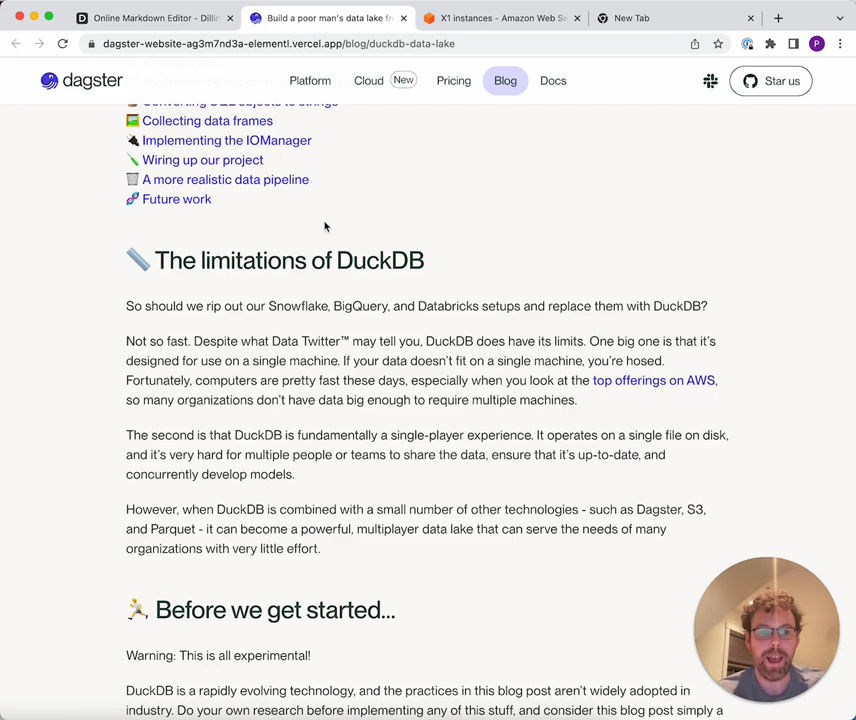 Online Markdown Editor - Dillin
Build a poor man's data lake fr
X1 instances - Amazon Web Se
New Tab
dagster-website-ag3m7nd3a-elementl.vercel.app/blog/duckdb-data-lake
P
dagster
Platform
Cloud New
Pricing
Blog
Docs
Star us
Converting SQL objects to strings
Collecting data frames
Implementing the IOManager
Wiring up our project
A more realistic data pipeline
Future work
The limitations of DuckDB
So should we rip out our Snowflake, BigQuery, and Databricks setups and replace them with DuckDB?
Not so fast. Despite what Data Twitter™ may tell you, DuckDB does have its limits. One big one is that it's
designed for use on a single machine. If your data doesn't fit on a single machine, you're hosed.
Fortunately, computers are pretty fast these days, especially when you look at the top offerings on AWS,
so many organizations don't have data big enough to require multiple machines.
The second is that DuckDB is fundamentally a single-player experience. It operates on a single file on disk,
and it's very hard for multiple people or teams to share the data, ensure that it's up-to-date, and
concurrently develop models.
However, when DuckDB is combined with a small number of other technologies - such as Dagster, S3,
and Parquet - it can become a powerful, multiplayer data lake that can serve the needs of many
organizations with very little effort.
Before we get started...
Warning: This is all experimental!
DuckDB is a rapidly evolving technology, and the practices in this blog post aren't widely adopted in
industry. Do your own research before implementing any of this stuff, and consider this blog post simply a